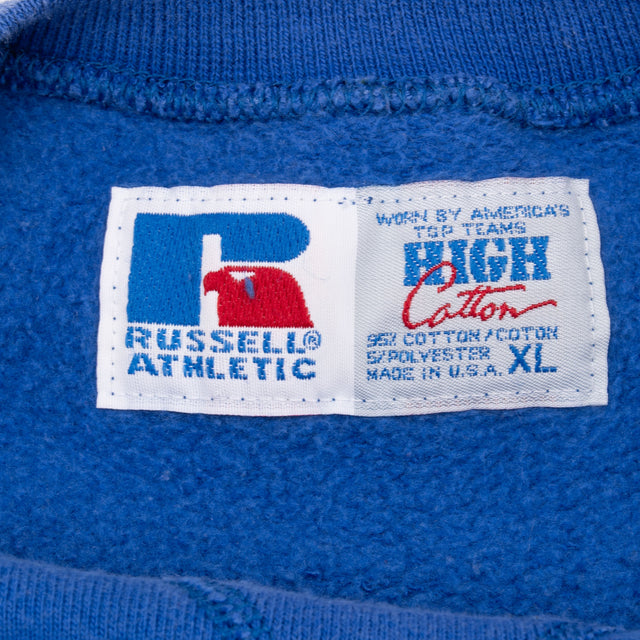 RUSSELL®
ATHLETIC
WORN BY AMERICA'S
TOP TEAMS
HIGH
Cotton
95% COTTON/COTON
5% POLYESTER
MADE IN U.S.A. XL